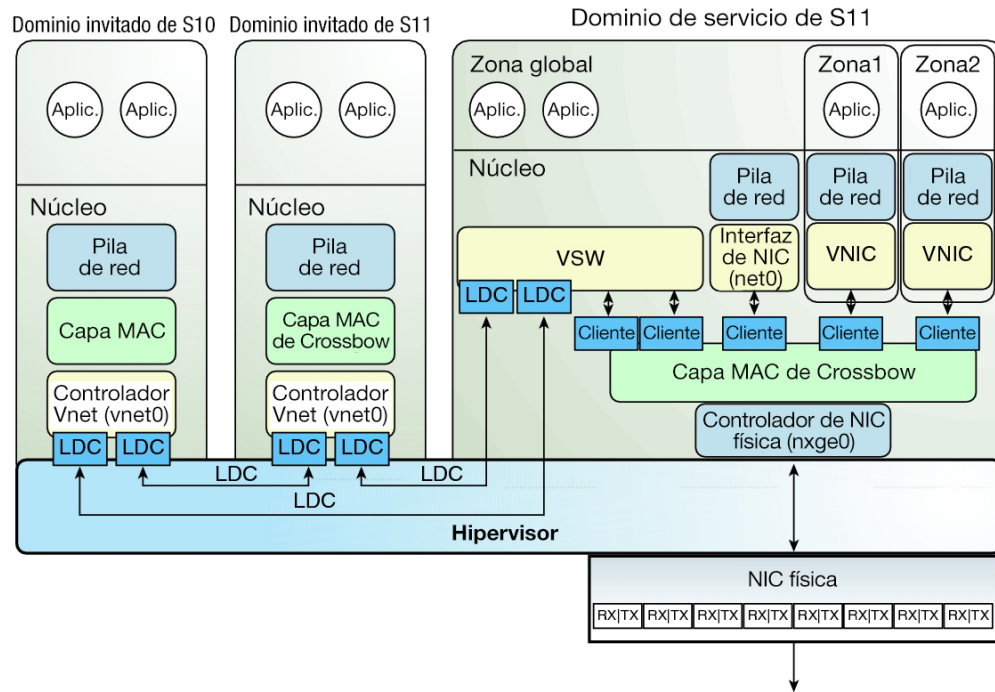 Dominio invitado de S10
Aplic.
Aplic.
Núcleo
Pila
de red
Capa MAC
Controlador
Vnet (vnet0)
LDC
LDC
Dominio invitado de S11
Aplic.
Aplic.
Núcleo
Pila
de red
Capa MAC
de Crossbow
Controlador
Vnet (vnet0)
LDC
LDC
Dominio de servicio de S11
Zona global
Aplic.
Aplic.
Zona1
Aplic.
Zona2
Aplic.
Núcleo
Pila
de red
Pila
de red
Pila
de red
VSW
Interfaz
de NIC
(net0)
VNIC
VNIC
LDC
LDC
Cliente
Cliente
Cliente
Cliente
Cliente
Capa MAC de Crossbow
Controlador de NIC
física (nxge0)
LDC
LDC
LDC
Hipervisor
NIC física
RX|TX
RX|TX
RX|TX
RX|TX
RX|TX
RX|TX
RX|TX
RX|TX